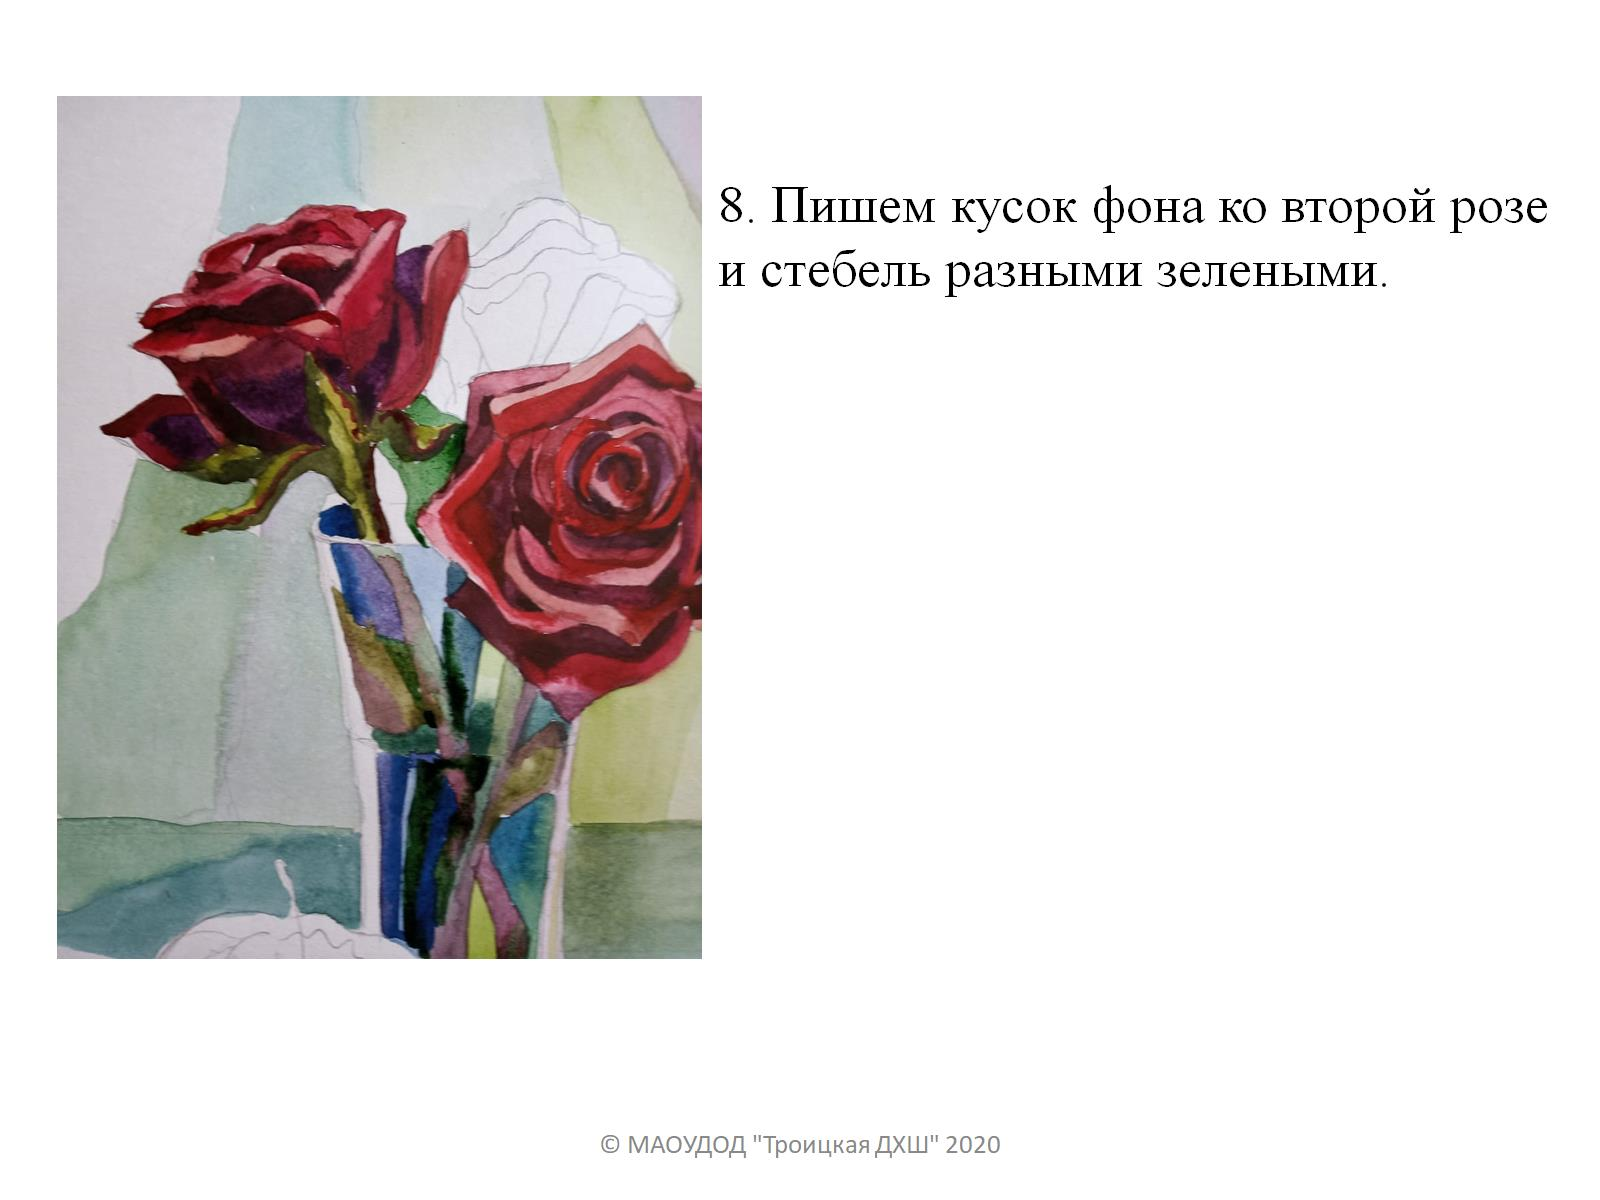 8. Пишем кусок фона ко второй розе
и стебель разными зелеными.
© МАОУДОД "Троицкая ДХШ" 2020